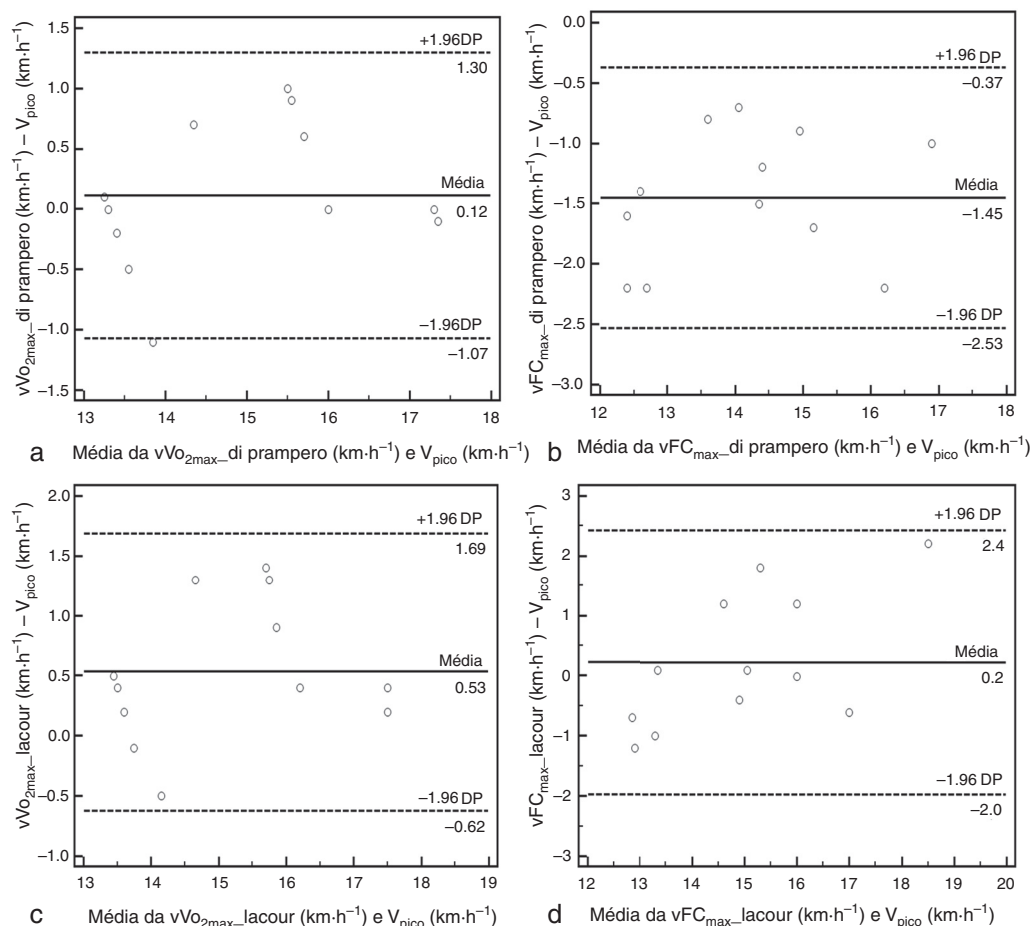 vVo2max_di prampero (km·h−1) – Vpico (km·h−1)
1.5
1.0
0.5
0.0
−0.5
−1.0
−1.5
+1.96DP
1.30
Média
0.12
−1.96DP
−1.07
13 14 15 16 17 18
a Média da vVo2max_di prampero (km·h−1) e Vpico (km·h−1)
vFCmax_di prampero (km·h−1) – Vpico (km·h−1)
0.0
−0.5
−1.0
−1.5
−2.0
−2.5
−3.0
+1.96 DP
−0.37
Média
−1.45
−1.96 DP
−2.53
12 13 14 15 16 17 18
b Média da vFCmax_di prampero (km·h−1) e Vpico (km·h−1)
vVo2max_lacour (km·h−1) – Vpico (km·h−1)
2.0
1.5
1.0
0.5
0.0
−0.5
−1.0
+1.96 DP
1.69
Média
0.53
−1.96 DP
−0.62
13 14 15 16 17 18 19
c Média da vVo2max_lacour (km·h−1) e Vpico (km·h−1)
vFCmax_lacour (km·h−1) – Vpico (km·h−1)
3
2
1
0
−1
−2
−3
+1.96 DP
2.4
Média
0.2
−1.96 DP
−2.0
12 13 14 15 16 17 18 19 20
d Média da vFCmax_lacour (km·h−1) e Vpico (km·h−1)